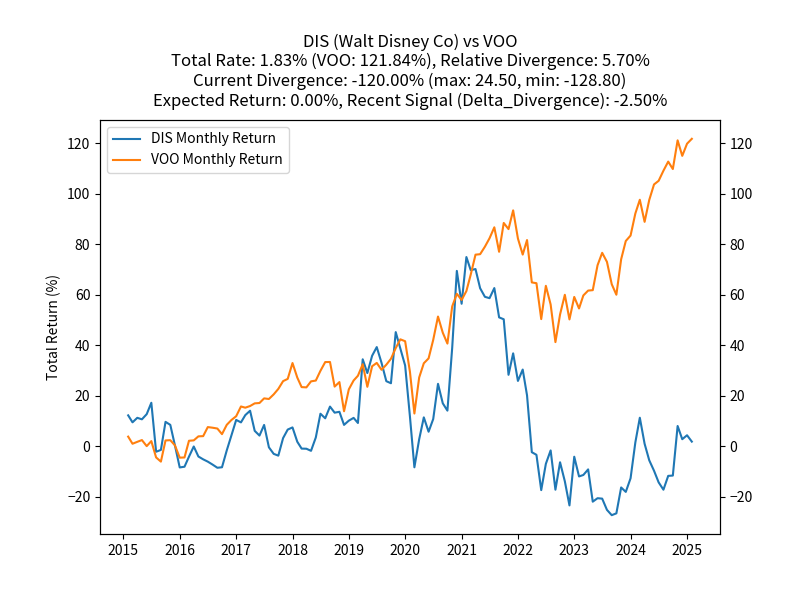 DIS (Walt Disney Co) vs VOO
Total Rate: 1.83% (VOO: 121.84%), Relative Divergence: 5.70%
Current Divergence: -120.00% (max: 24.50, min: -128.80)
Expected Return: 0.00%, Recent Signal (Delta_Divergence): -2.50%
DIS Monthly Return
VOO Monthly Return
Total Return (%)
120 120
100 100
80 80
60 60
40 40
20 20
0 0
−20 −20
2015 2016 2017 2018 2019 2020 2021 2022 2023 2024 2025